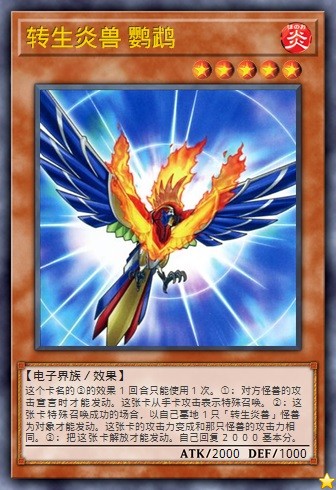 转生炎兽 鹦鹉
炎
【电子界族／效果】
这个卡名的②的效果１回合只能使用１次。①：对方怪兽的攻
击宣言时才能发动。这张卡从手卡攻击表示特殊召唤。②：这
张卡特殊召唤成功的场合，以自己墓地１只「转生炎兽」怪兽
为对象才能发动。这张卡的攻击力变成和那只怪兽的攻击力相
同。③：把这张卡解放才能发动。自己回复２０００基本分。
ATK/2000 DEF/1000